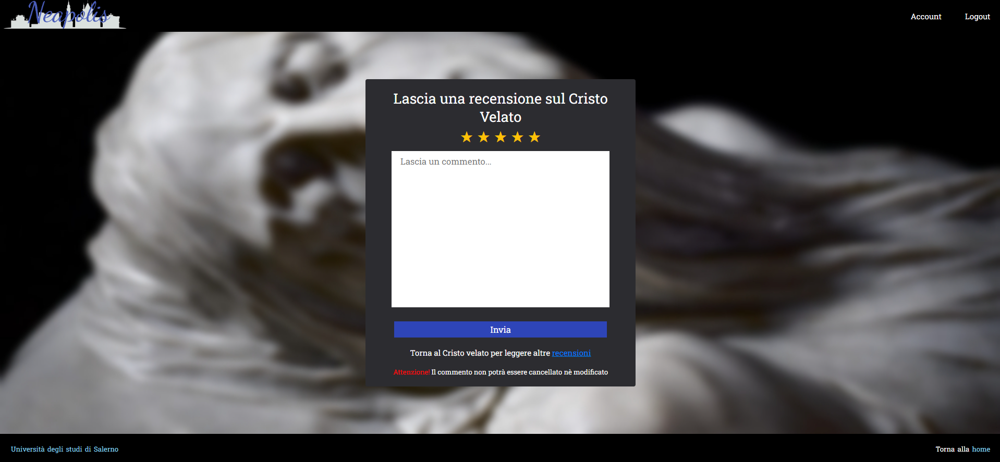 Neapolis
Account
Logout
Lascia una recensione sul Cristo
Velato
Lascia un commento...
Invia
Torna al Cristo velato per leggere altre recensioni
Attenzione! Il commento non potrà essere cancellato nè modificato
Università degli studi di Salerno
Torna alla home